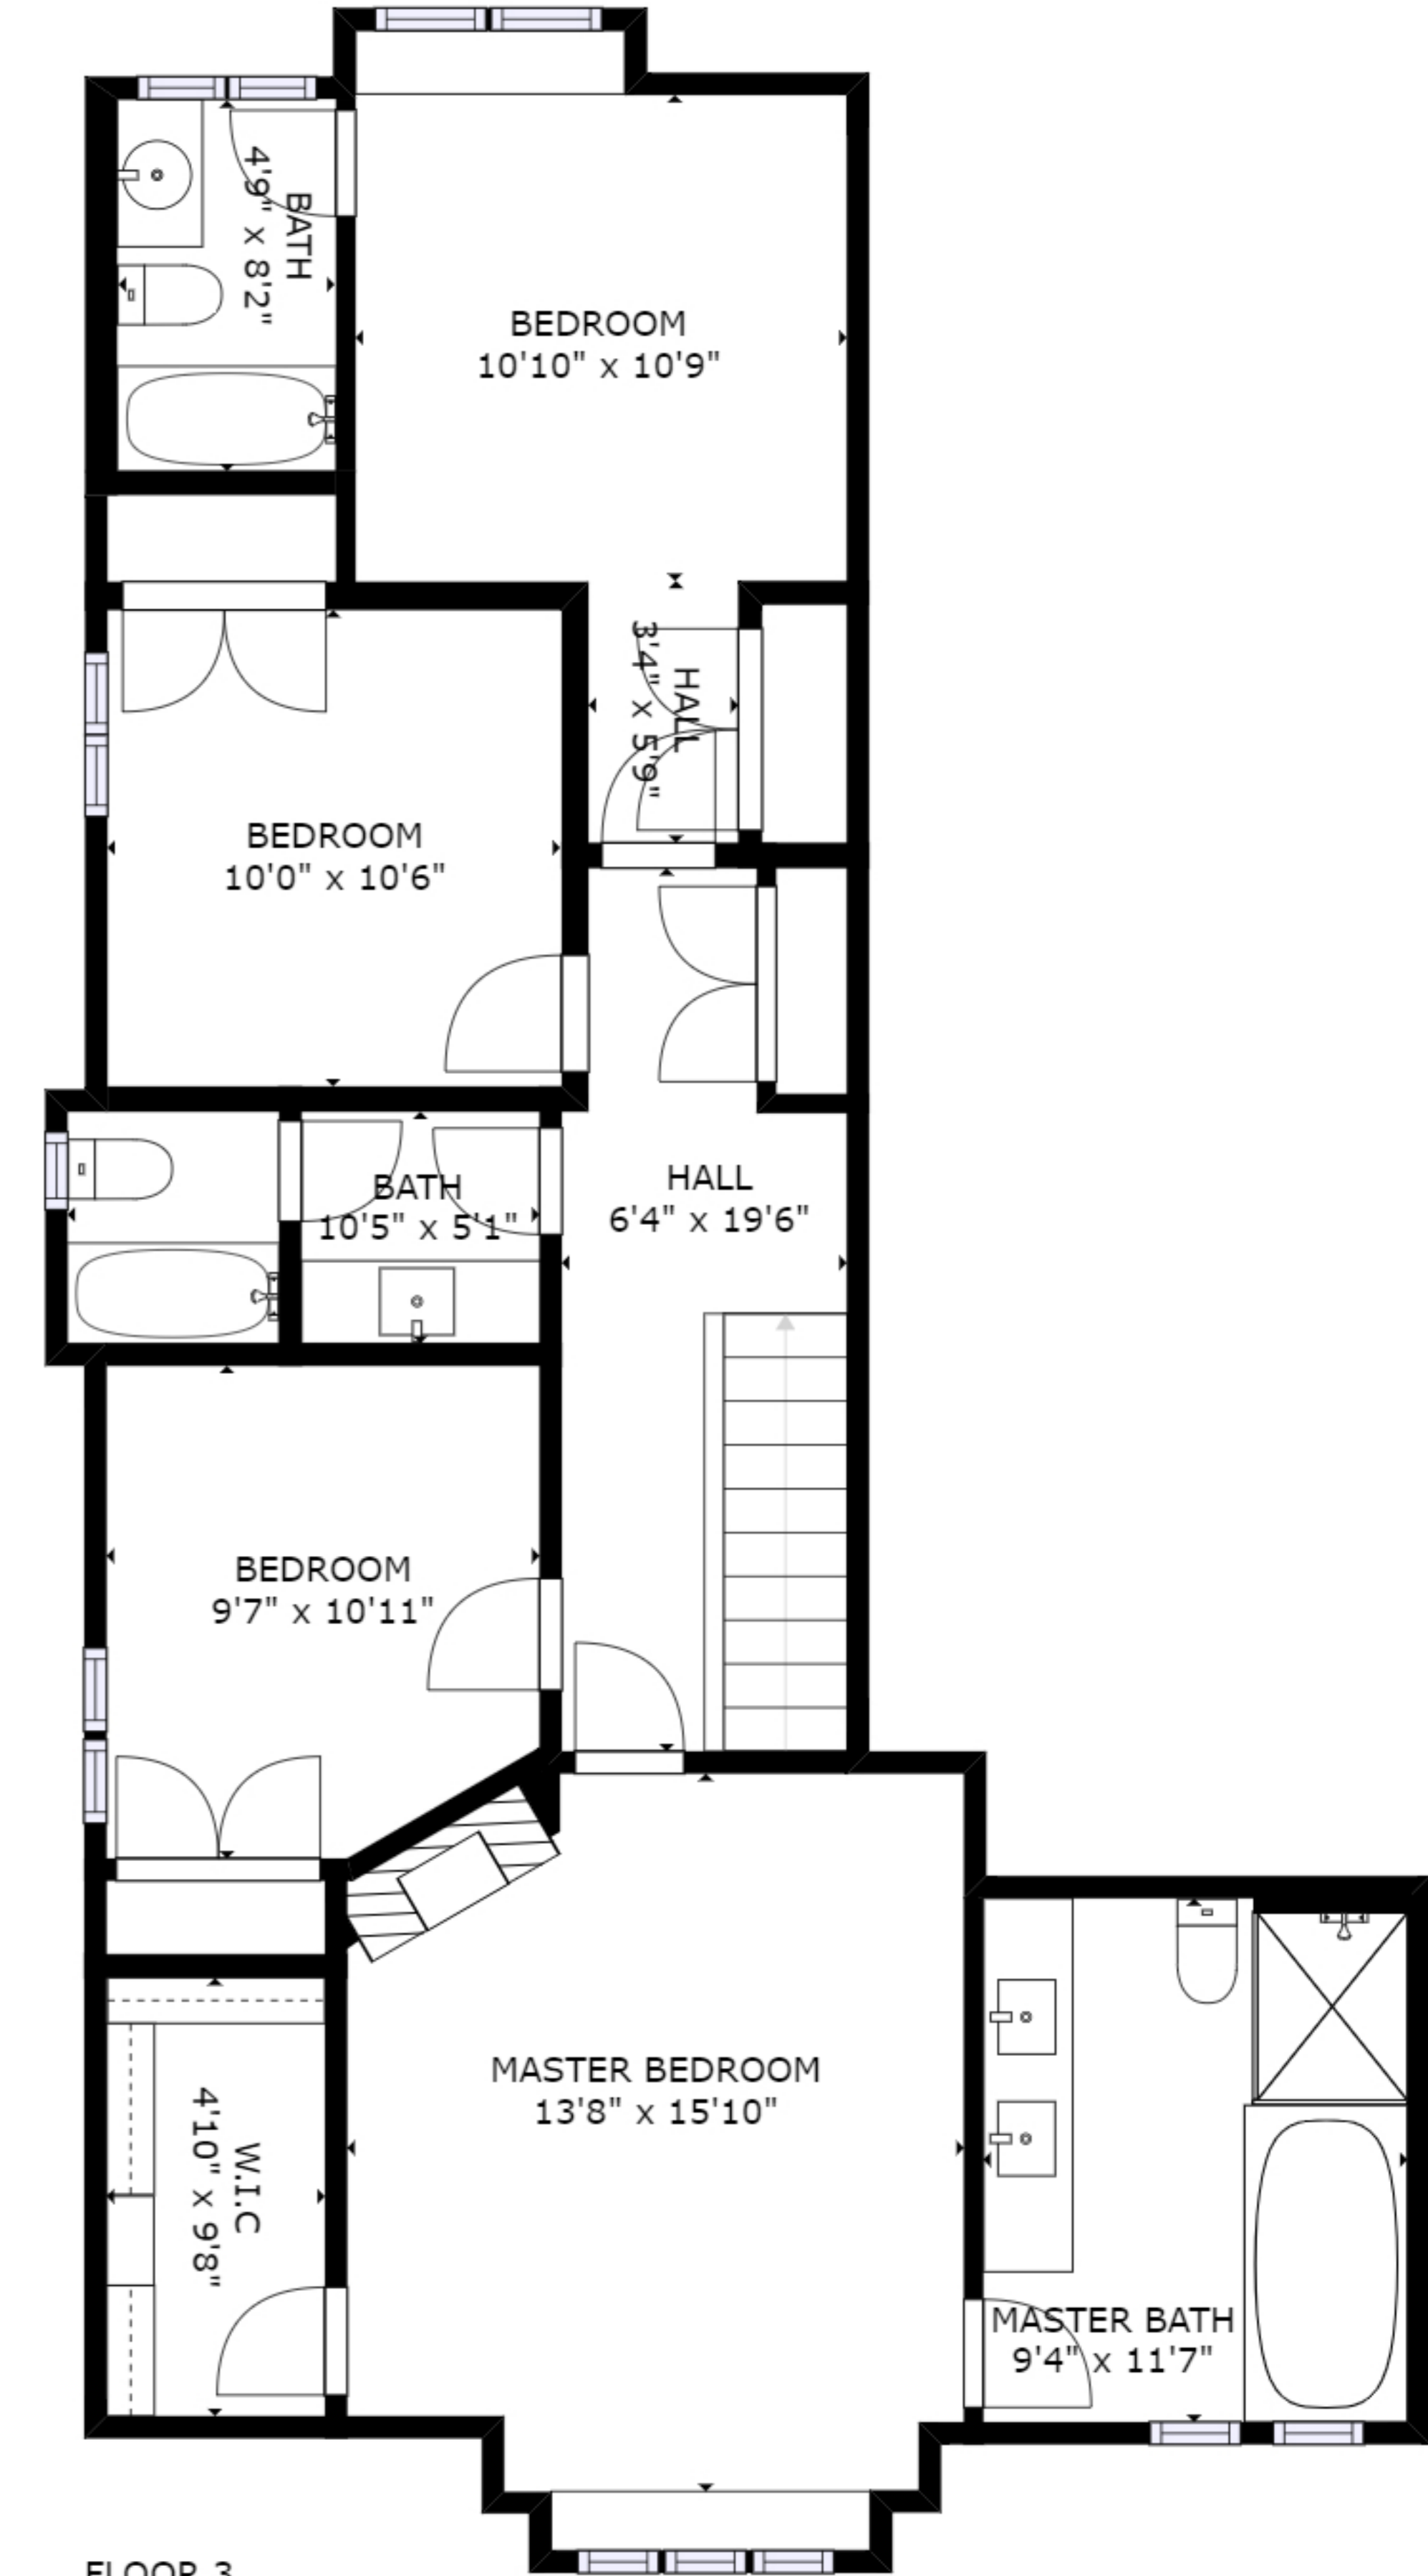 BATH
4'9" x 8'2"
BEDROOM
10'10" x 10'9"
HALL
3'4" x 5'9"
BEDROOM
10'0" x 10'6"
BATH
10'5" x 5'1"
HALL
6'4" x 19'6"
BEDROOM
9'7" x 10'11"
MASTER BEDROOM
13'8" x 15'10"
W.I.C
4'10" x 9'8"
MASTER BATH
9'4" x 11'7"
FLOOR 3